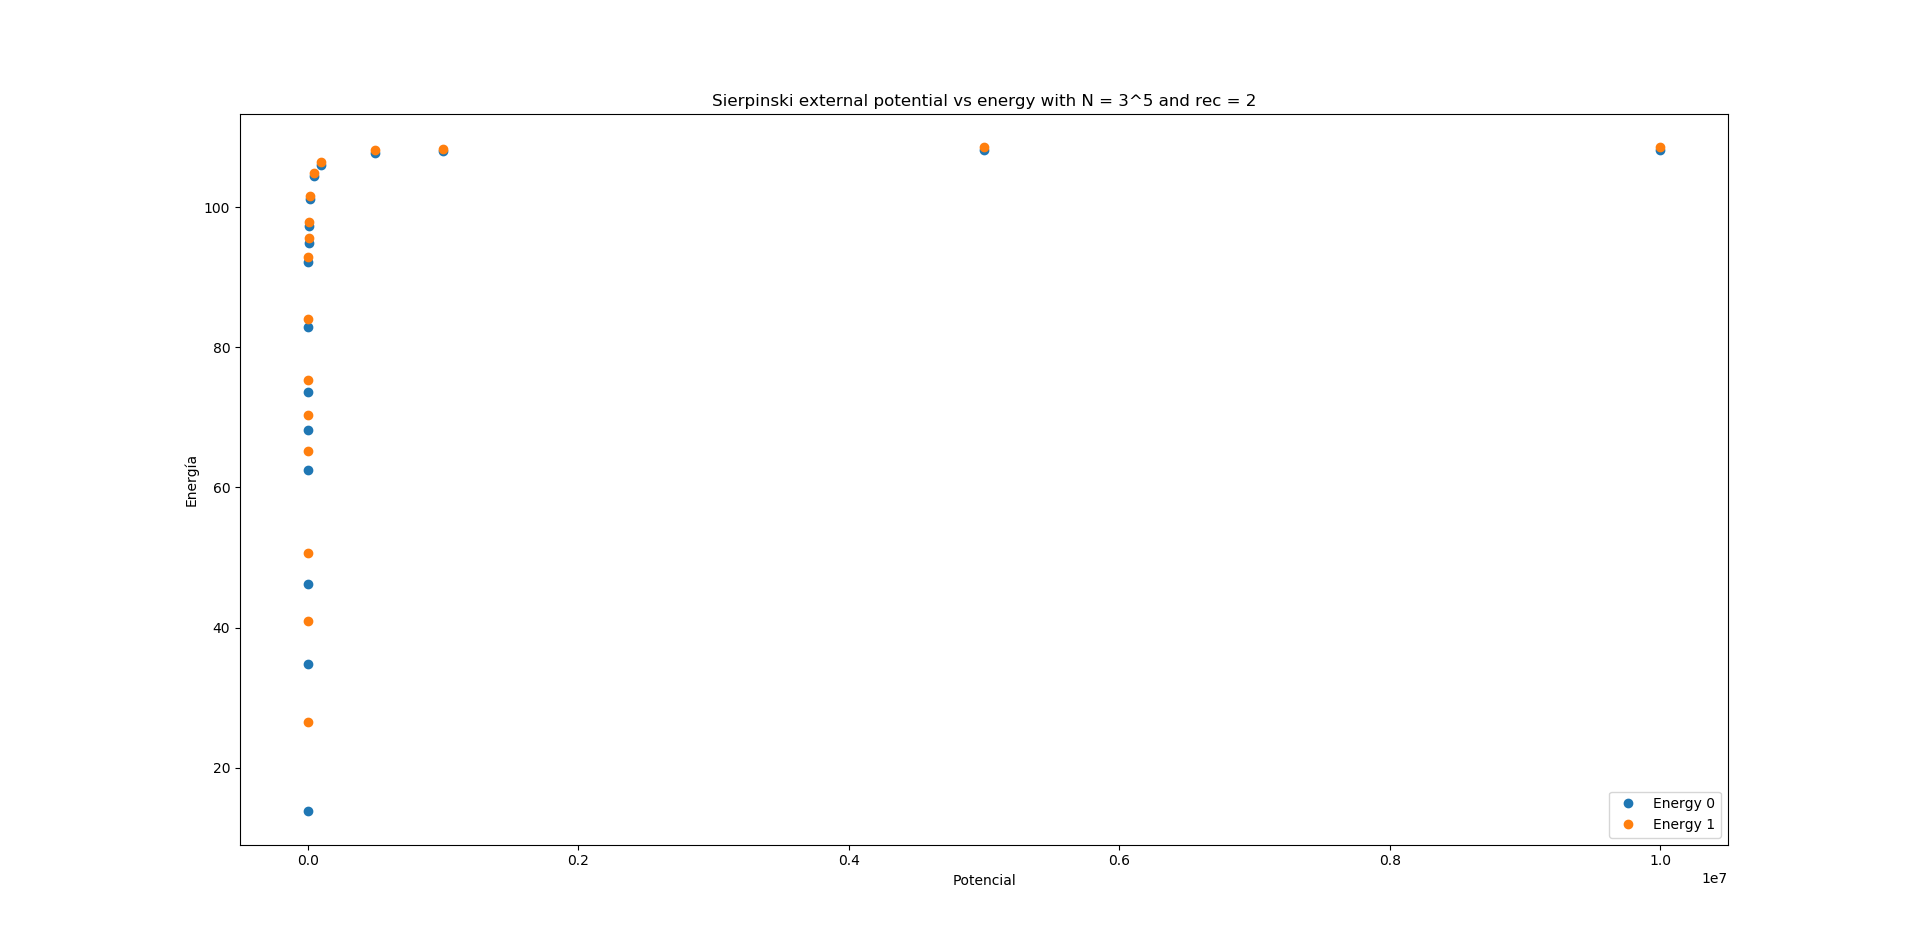 Sierpinski external potential vs energy with N = 3^5 and rec = 2
Energía
100
80
60
40
20
0.0
0.2
0.4
0.6
0.8
1.0
1e7
Potencial
Energy 0
Energy 1